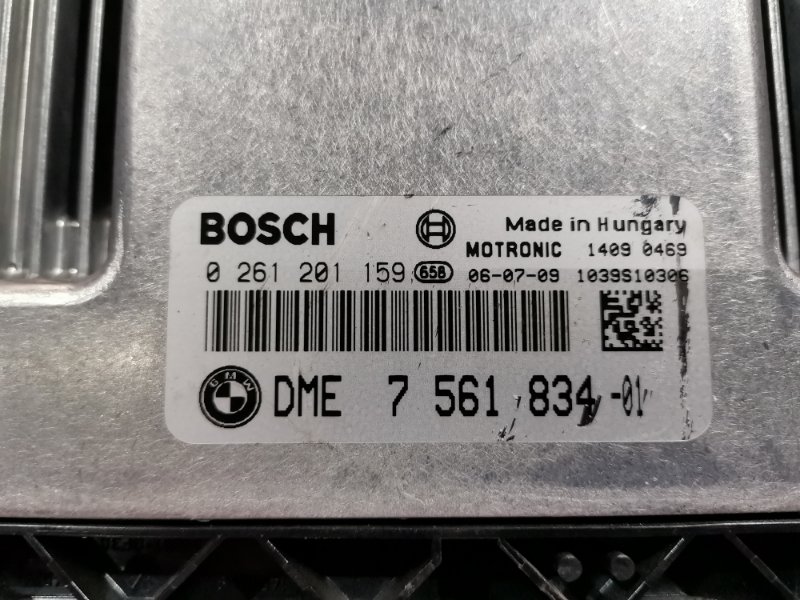 BOSCH
Made in Hungary
MOTRONIC 1409 0469
0 261 201 159 658 06-07-09 1039S10306
BMW DME 7 561 834 -01